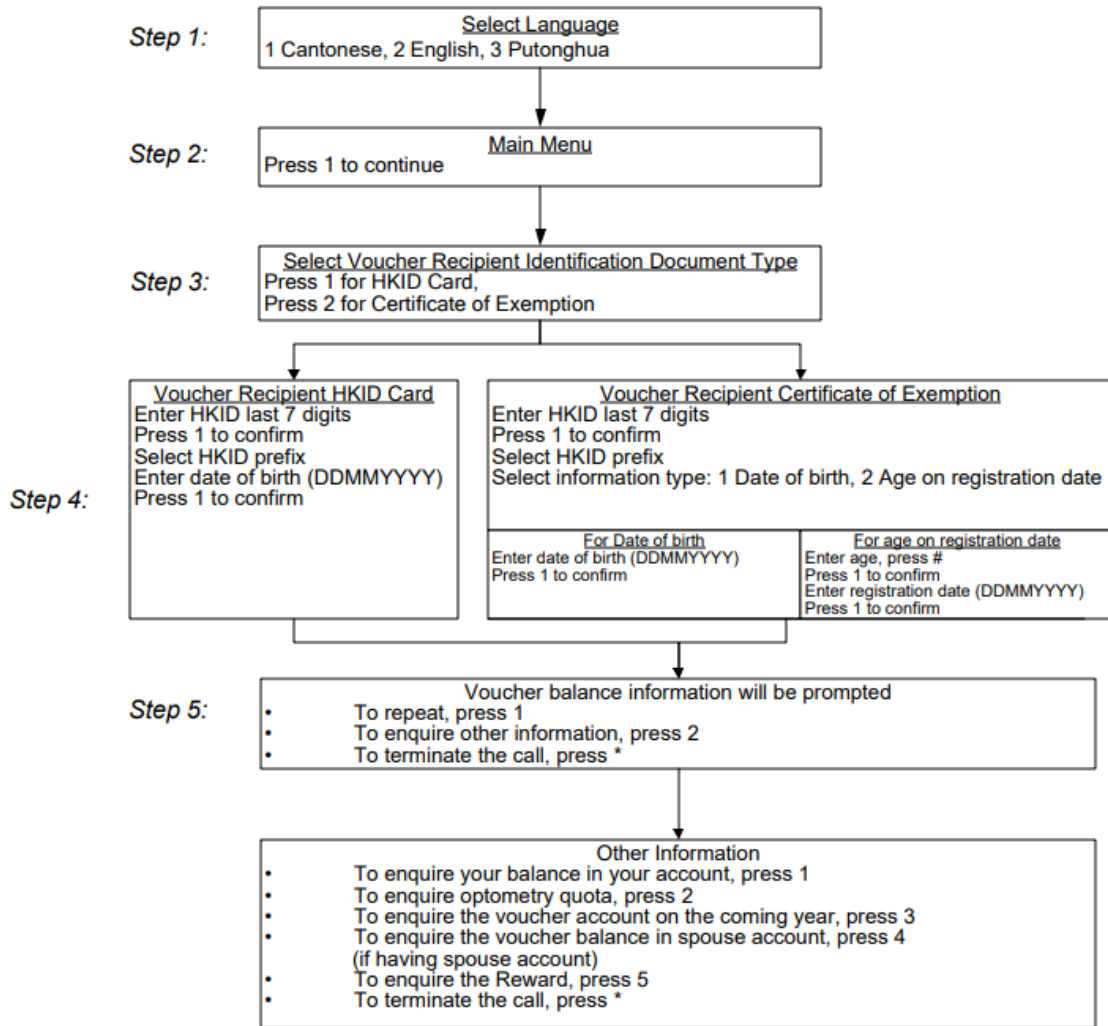 Step 1:
Select Language
1 Cantonese, 2 English, 3 Putonghua
Step 2:
Main Menu
Press 1 to continue
Step 3:
Select Voucher Recipient Identification Document Type
Press 1 for HKID Card,
Press 2 for Certificate of Exemption
Step 4:
Voucher Recipient HKID Card
Enter HKID last 7 digits
Press 1 to confirm
Select HKID prefix
Enter date of birth (DDMMYYYY)
Press 1 to confirm
Voucher Recipient Certificate of Exemption
Enter HKID last 7 digits
Press 1 to confirm
Select HKID prefix
Select information type: 1 Date of birth, 2 Age on registration date
For Date of birth
Enter date of birth (DDMMYYYY)
Press 1 to confirm
For age on registration date
Enter age, press #
Press 1 to confirm
Enter registration date (DDMMYYYY)
Press 1 to confirm
Step 5:
Voucher balance information will be prompted
• To repeat, press 1
• To enquire other information, press 2
• To terminate the call, press *
Other Information
• To enquire your balance in your account, press 1
• To enquire optometry quota, press 2
• To enquire the voucher account on the coming year, press 3
• To enquire the voucher balance in spouse account, press 4
(if having spouse account)
• To enquire the Reward, press 5
• To terminate the call, press *